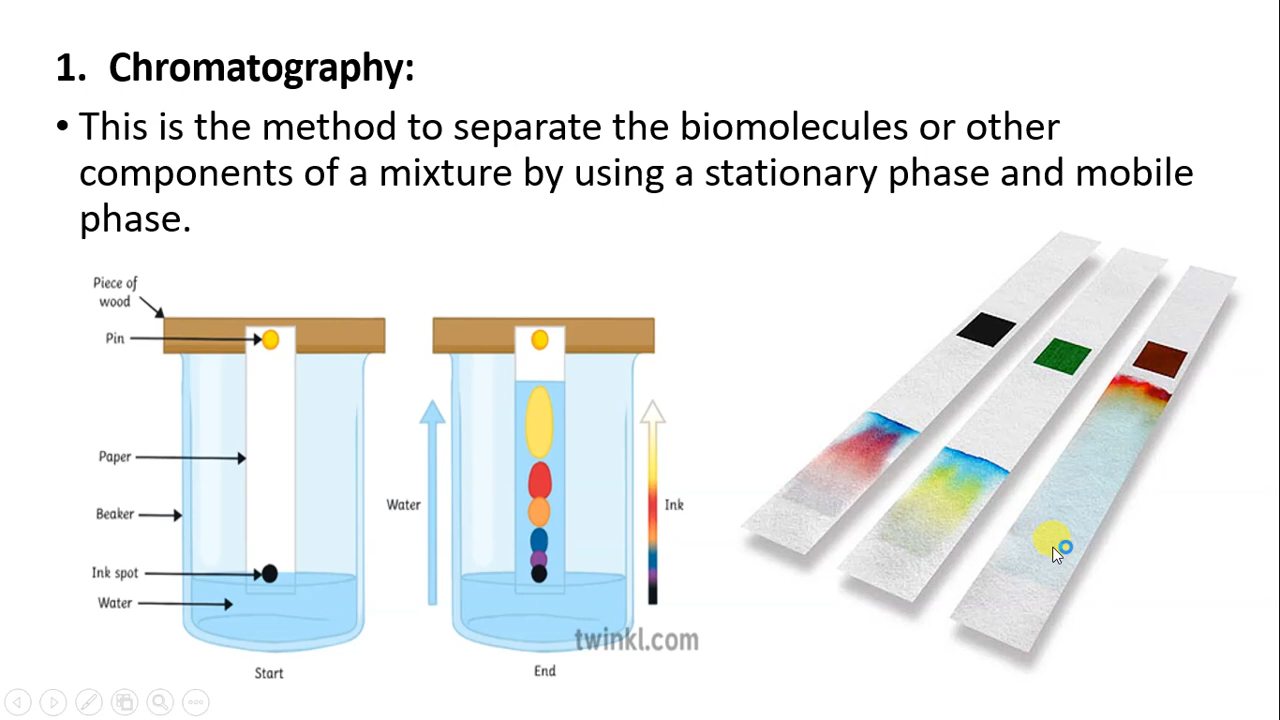 1. Chromatography:
• This is the method to separate the biomolecules or other
components of a mixture by using a stationary phase and mobile
phase.
Piece of
wood
Pin
Paper
Beaker
Ink spot
Water
Start
Water
Ink
End
twinkl.com